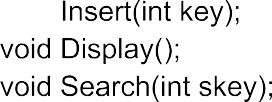 Insert(int key);
void Display();
void Search(int skey);